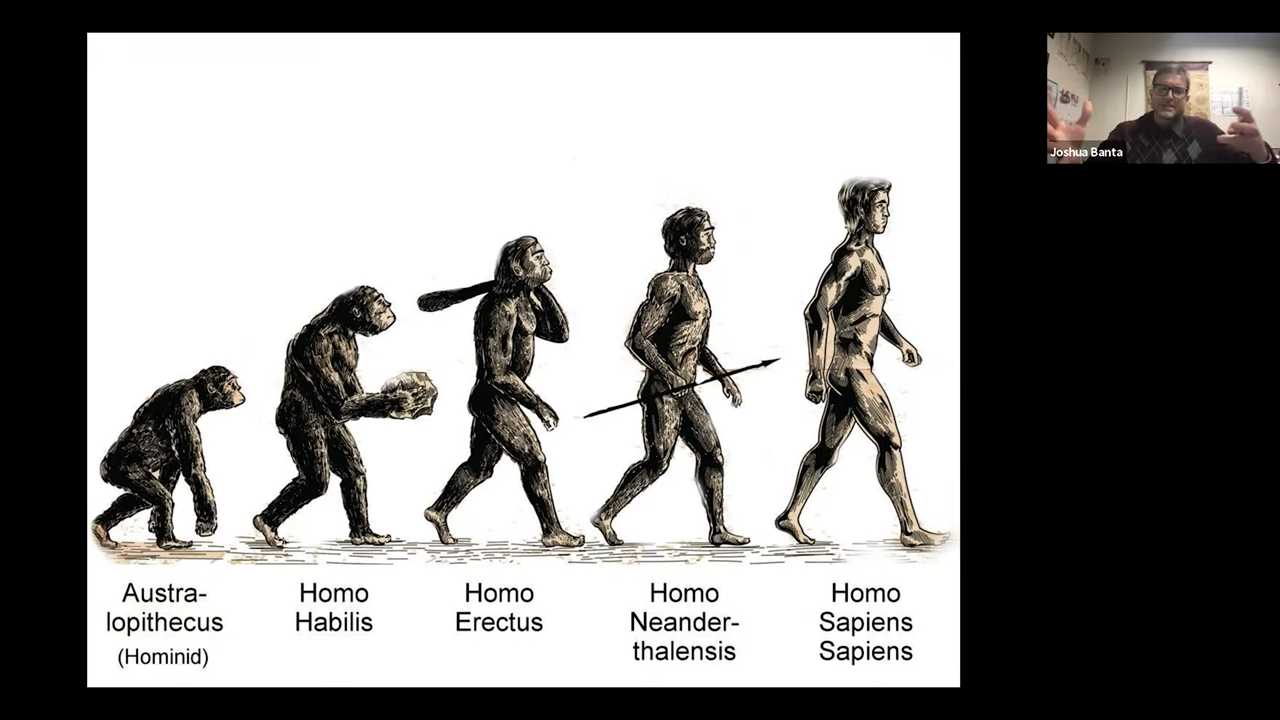 Joshua Banta
Austra-
lopithecus
(Hominid)
Homo
Habilis
Homo
Erectus
Homo
Neander-
thalensis
Homo
Sapiens
Sapiens